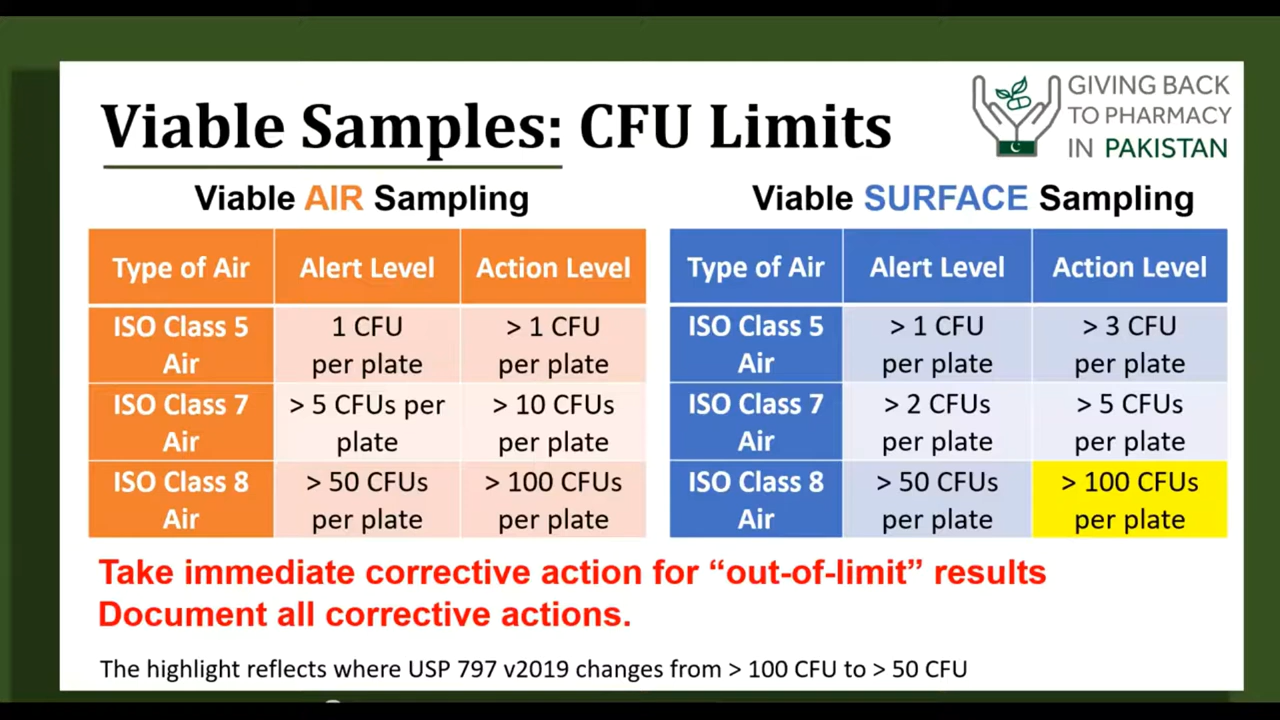 Viable Samples: CFU Limits
GIVING BACK
TO PHARMACY
IN PAKISTAN
Viable AIR Sampling
Type of Air Alert Level Action Level
ISO Class 5 Air 1 CFU per plate > 1 CFU per plate
ISO Class 7 Air > 5 CFUs per plate > 10 CFUs per plate
ISO Class 8 Air > 50 CFUs per plate > 100 CFUs per plate
Viable SURFACE Sampling
Type of Air Alert Level Action Level
ISO Class 5 Air > 1 CFU per plate > 3 CFU per plate
ISO Class 7 Air > 2 CFUs per plate > 5 CFUs per plate
ISO Class 8 Air > 50 CFUs per plate > 100 CFUs per plate
Take immediate corrective action for “out-of-limit” results
Document all corrective actions.
The highlight reflects where USP 797 v2019 changes from > 100 CFU to > 50 CFU